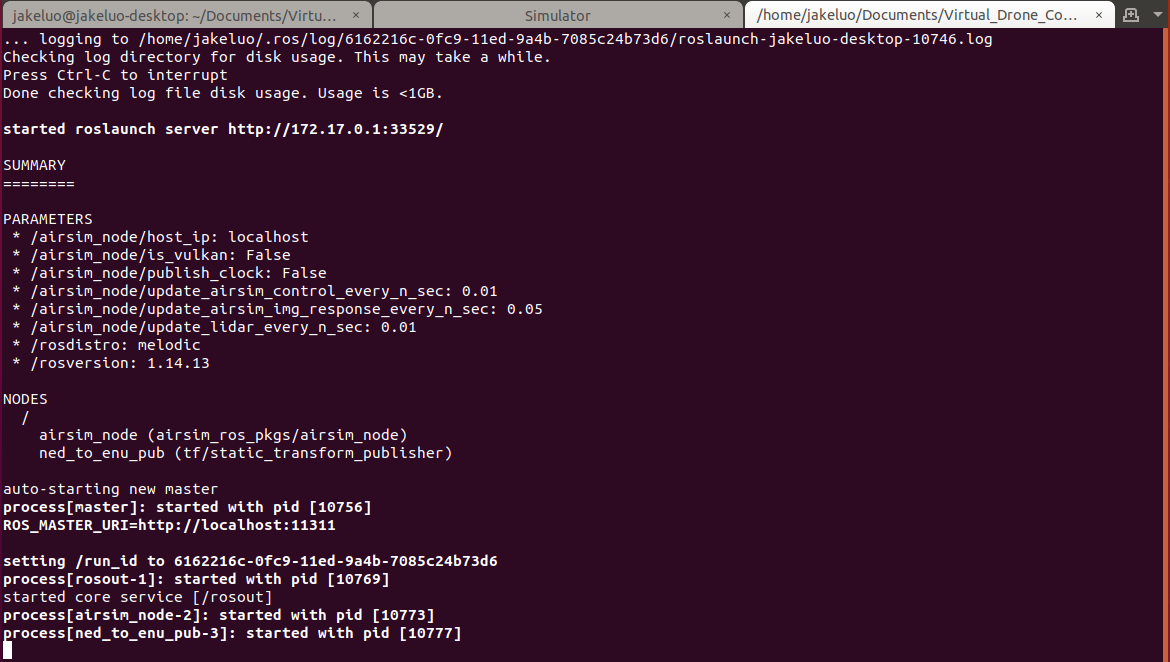 jakeluo@jakeluo-desktop: ~/Documents/Virtu... ×
Simulator ×
/home/jakeluo/Documents/Virtual_Drone_Co... ×
... logging to /home/jakeluo/.ros/log/6162216c-0fc9-11ed-9a4b-7085c24b73d6/roslaunch-jakeluo-desktop-10746.log
Checking log directory for disk usage. This may take a while.
Press Ctrl-C to interrupt
Done checking log file disk usage. Usage is <1GB.
started roslaunch server http://172.17.0.1:33529/
SUMMARY
========
PARAMETERS
* /airsim_node/host_ip: localhost
* /airsim_node/is_vulkan: False
* /airsim_node/publish_clock: False
* /airsim_node/update_airsim_control_every_n_sec: 0.01
* /airsim_node/update_airsim_img_response_every_n_sec: 0.05
* /airsim_node/update_lidar_every_n_sec: 0.01
* /rosdistro: melodic
* /rosversion: 1.14.13
NODES
/
airsim_node (airsim_ros_pkgs/airsim_node)
ned_to_enu_pub (tf/static_transform_publisher)
auto-starting new master
process[master]: started with pid [10756]
ROS_MASTER_URI=http://localhost:11311
setting /run_id to 6162216c-0fc9-11ed-9a4b-7085c24b73d6
process[rosout-1]: started with pid [10769]
started core service [/rosout]
process[airsim_node-2]: started with pid [10773]
process[ned_to_enu_pub-3]: started with pid [10777]